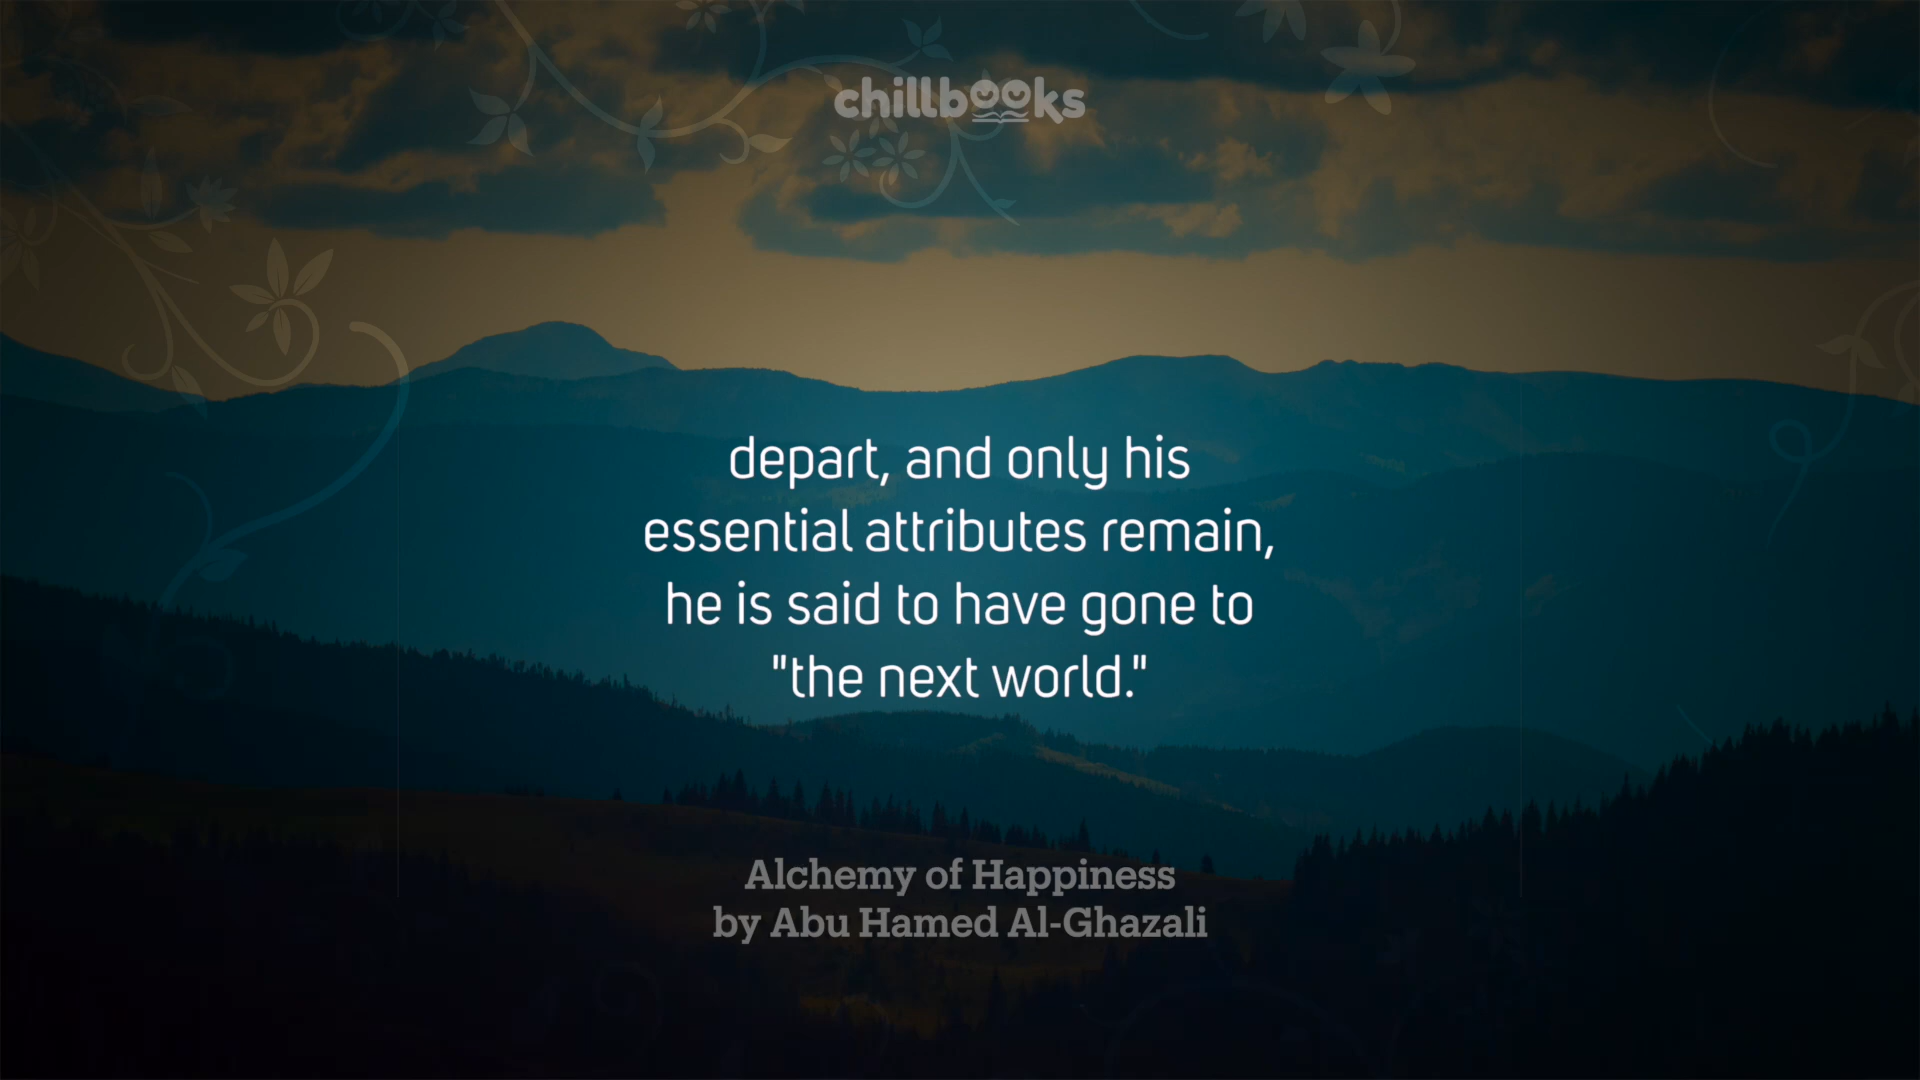 chillbooks
depart, and only his
essential attributes remain,
he is said to have gone to
"the next world."
Alchemy of Happiness
by Abu Hamed Al-Ghazali